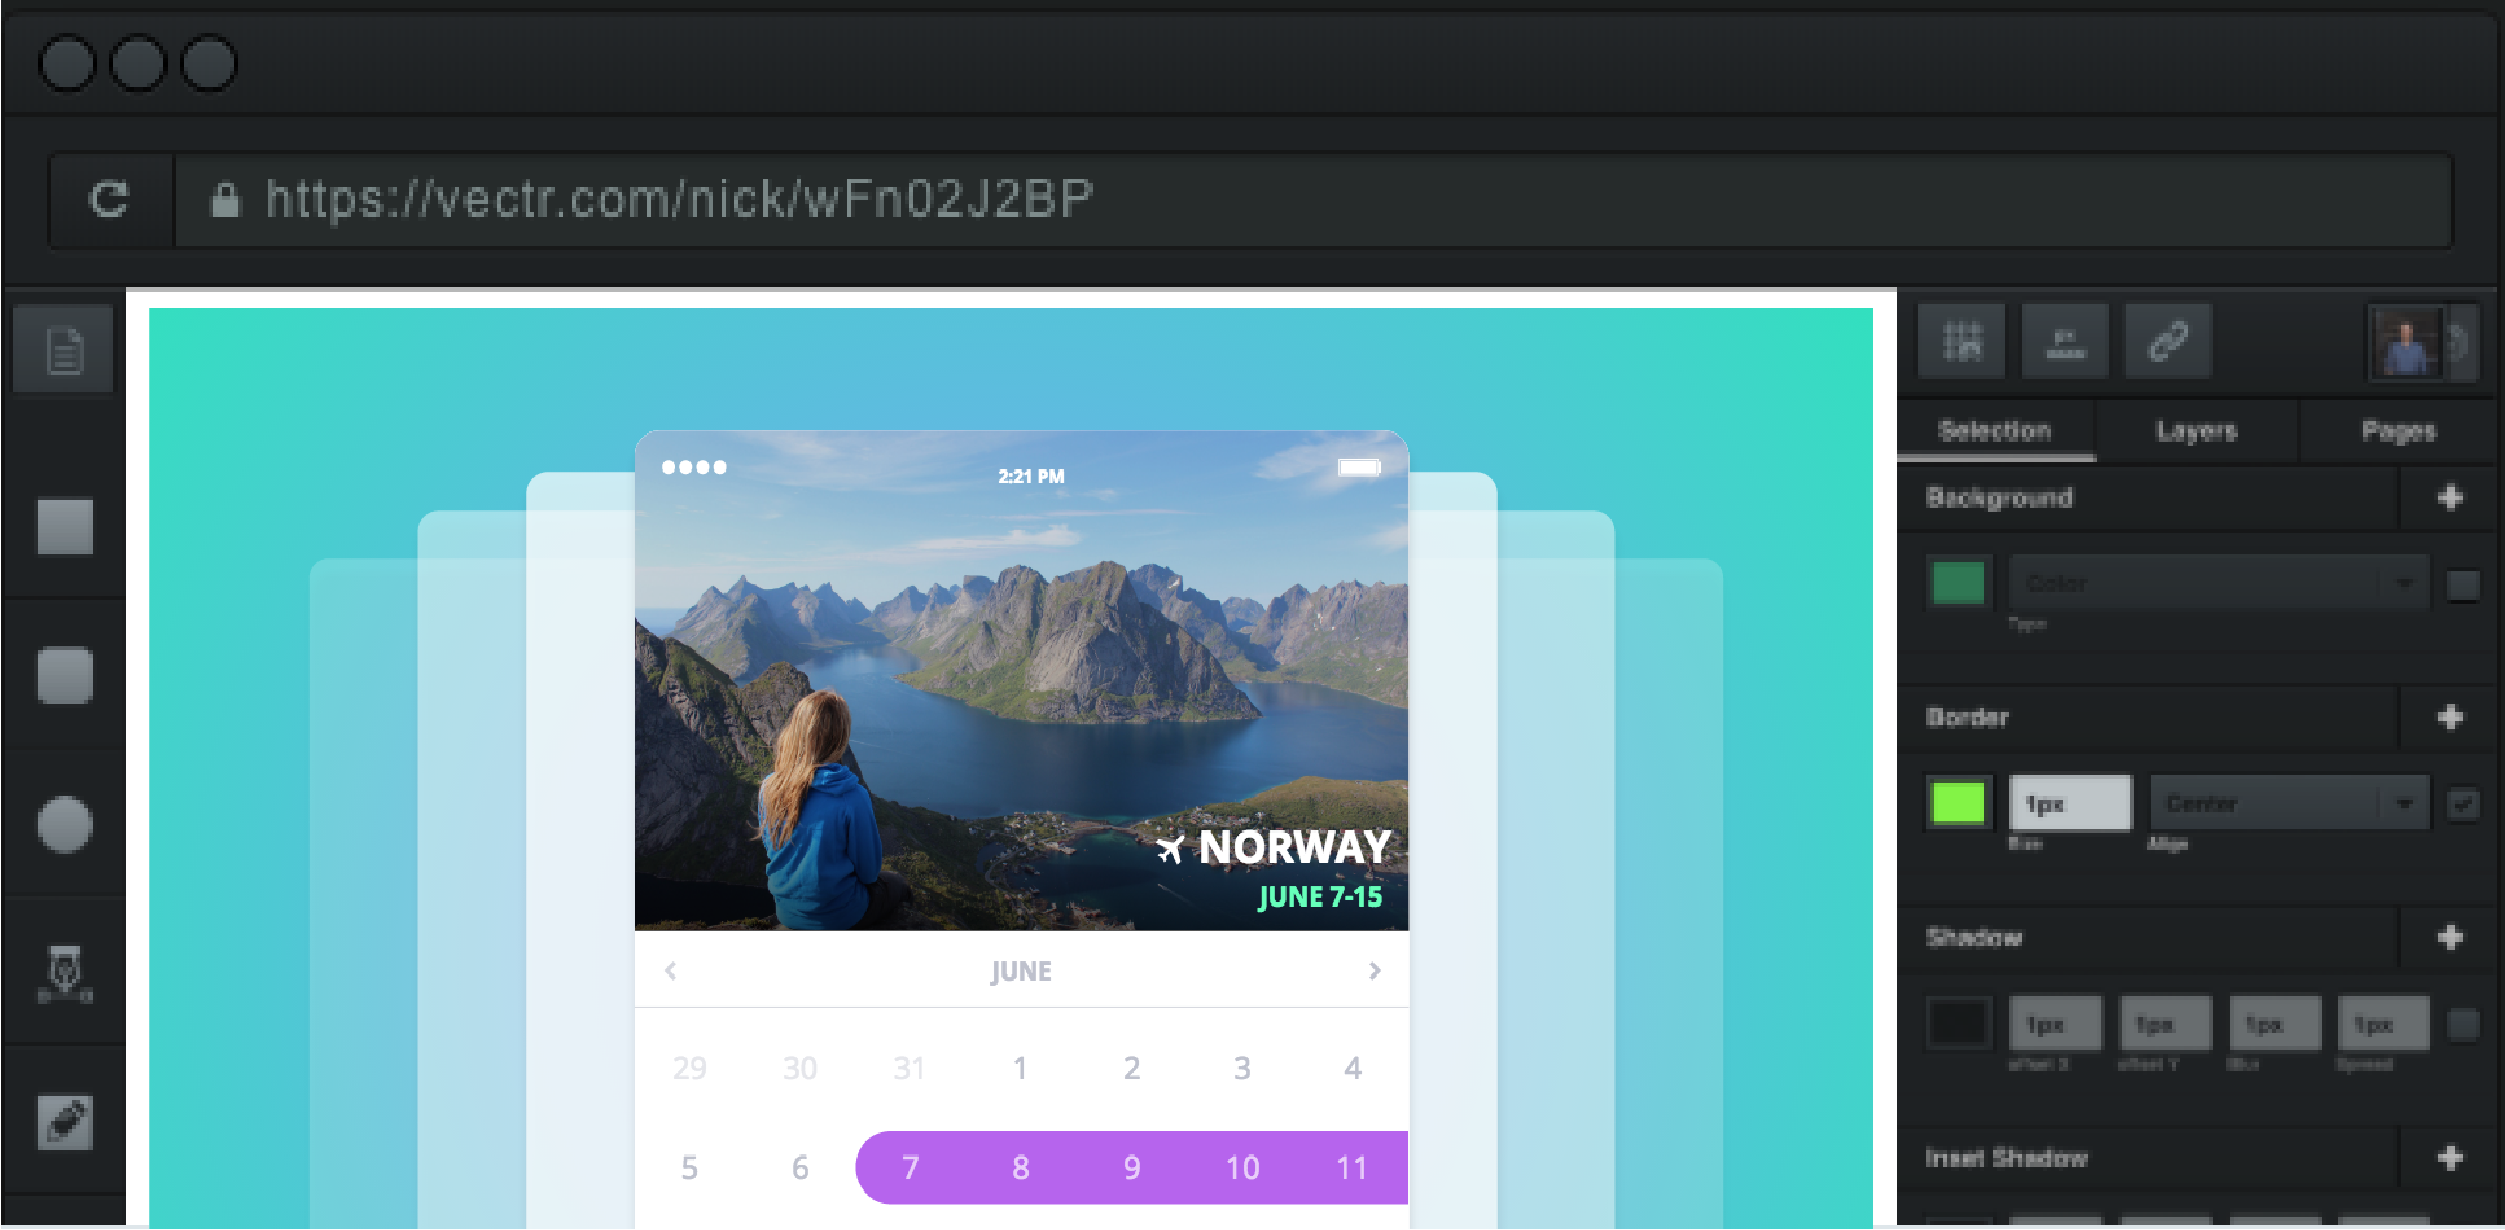 https://vectr.com/nick/wFn02J2BP
Selection Layers Pages
Background
Color
Type
Border
1px Center
Size Align
Shadow
1px 1px 1px 1px
offset X offset Y Blur Spread
Inset Shadow
2:21 PM
NORWAY
JUNE 7-15
JUNE
29 30 31 1 2 3 4
5 6 7 8 9 10 11